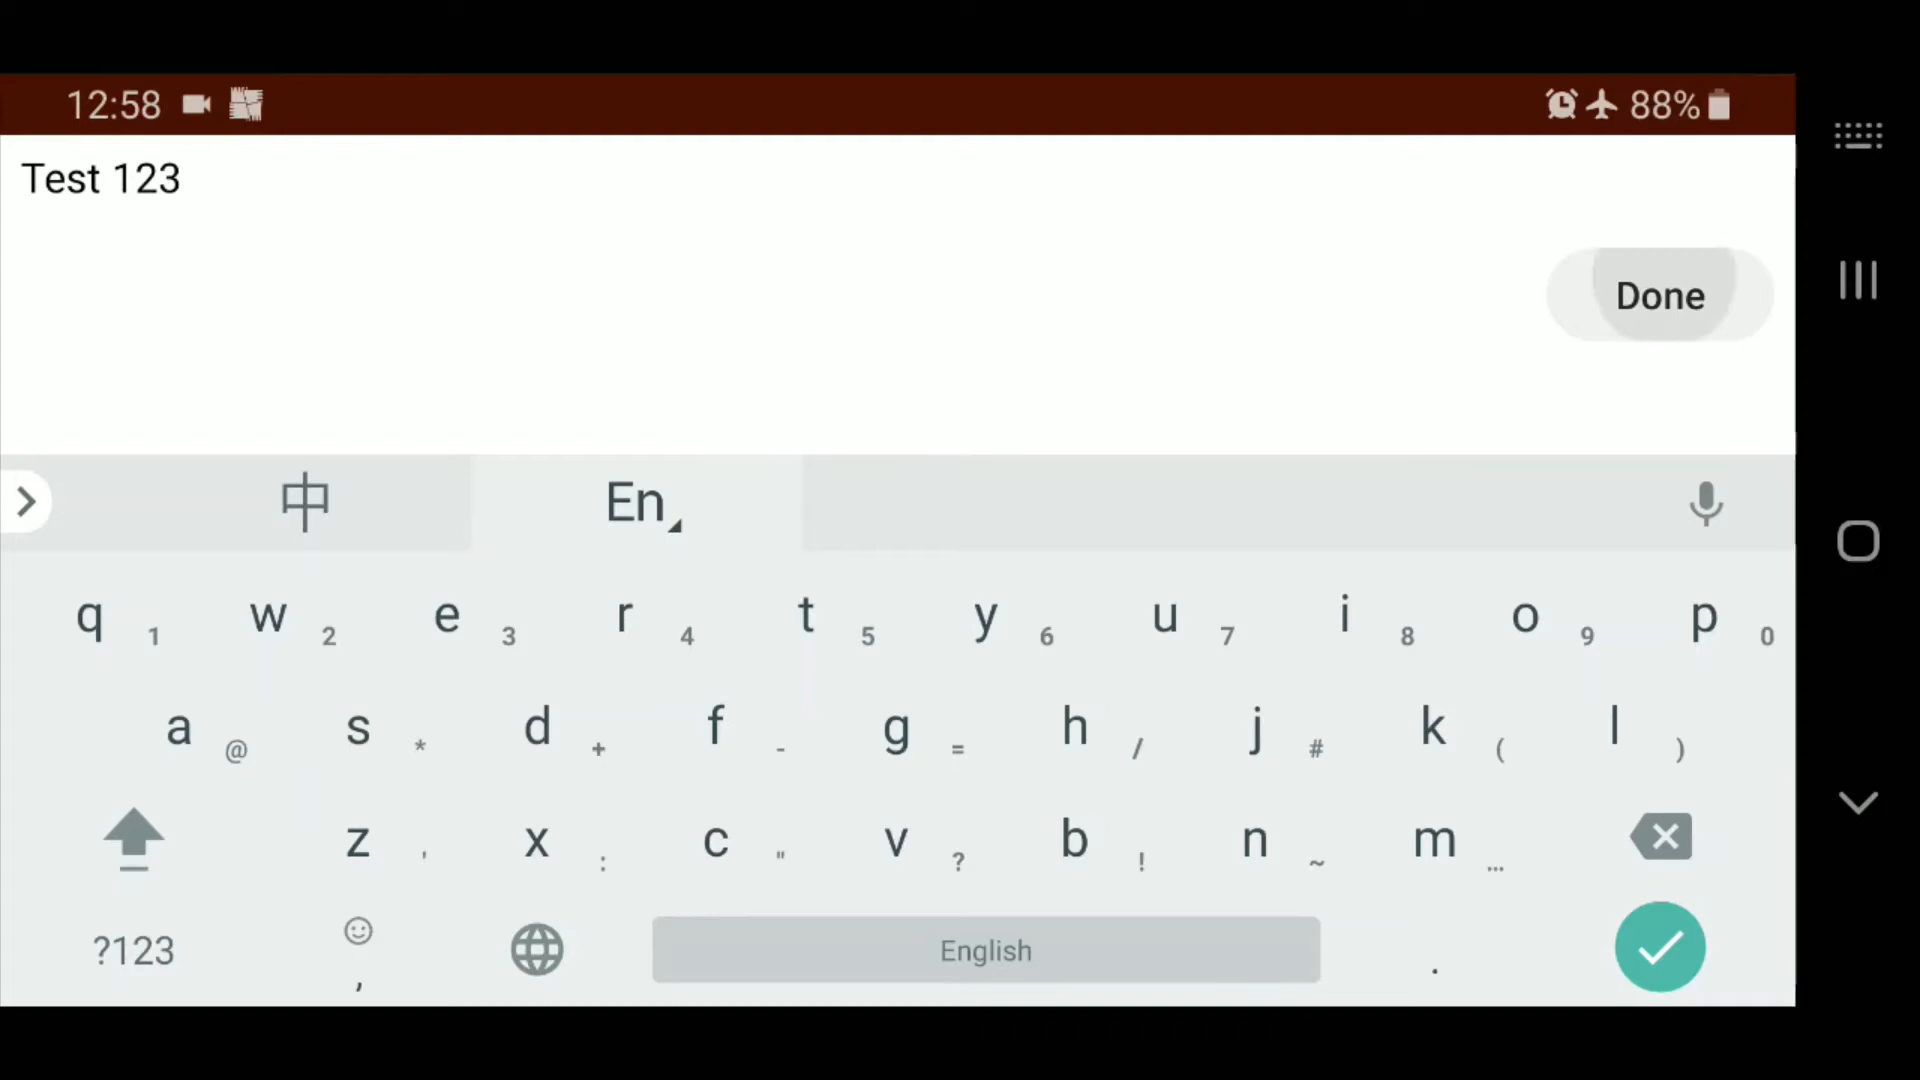 12:58 88%
Test 123
Done
中 En
q 1 w 2 e 3 r 4 t 5 y 6 u 7 i 8 o 9 p 0
a @ s * d + f - g = h / j # k ( l )
z ' x : c " v ? b ! n ~ m …
?123 , English .